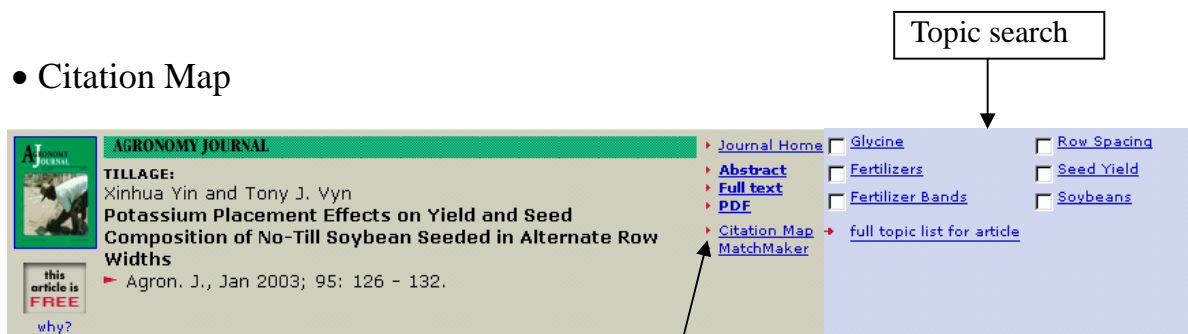 Topic search
• Citation Map
AGRONOMY JOURNAL
AGRONOMY JOURNAL
TILLAGE:
Xinhua Yin and Tony J. Vyn
Potassium Placement Effects on Yield and Seed
Composition of No-Till Soybean Seeded in Alternate Row
Widths
Agron. J., Jan 2003; 95: 126 - 132.
this
article is
FREE
why?
Journal Home
Abstract
Full text
PDF
Citation Map
MatchMaker
Glycine
Row Spacing
Fertilizers
Seed Yield
Fertilizer Bands
Soybeans
full topic list for article